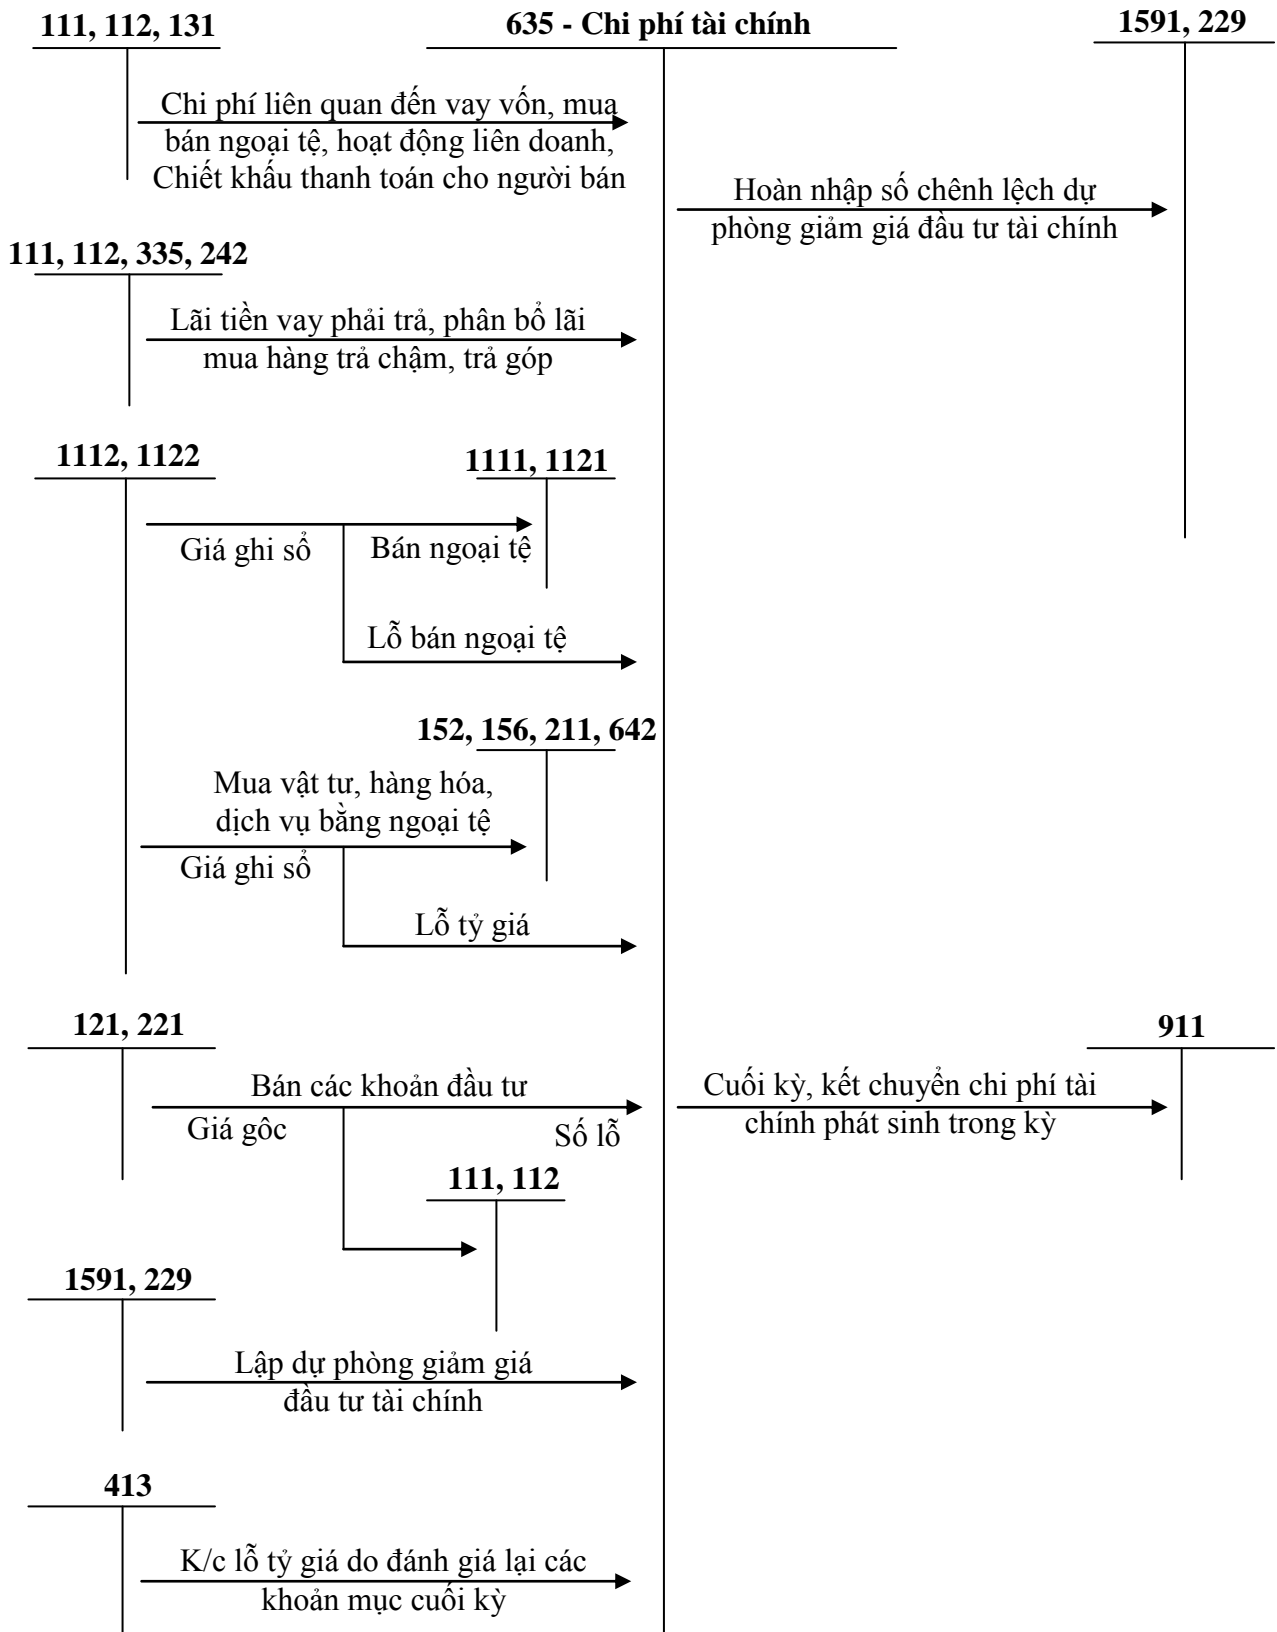 111, 112, 131
635 - Chi phí tài chính
1591, 229
Chi phí liên quan đến vay vốn, mua
bán ngoại tệ, hoạt động liên doanh,
Chiết khấu thanh toán cho người bán
Hoàn nhập số chênh lệch dự
phòng giảm giá đầu tư tài chính
111, 112, 335, 242
Lãi tiền vay phải trả, phân bổ lãi
mua hàng trả chậm, trả góp
1112, 1122
1111, 1121
Giá ghi sổ
Bán ngoại tệ
Lỗ bán ngoại tệ
152, 156, 211, 642
Mua vật tư, hàng hóa,
dịch vụ bằng ngoại tệ
Giá ghi sổ
Lỗ tỷ giá
121, 221
911
Bán các khoản đầu tư
Giá gôc
Số lỗ
Cuối kỳ, kết chuyển chi phí tài
chính phát sinh trong kỳ
111, 112
1591, 229
Lập dự phòng giảm giá
đầu tư tài chính
413
K/c lỗ tỷ giá do đánh giá lại các
khoản mục cuối kỳ